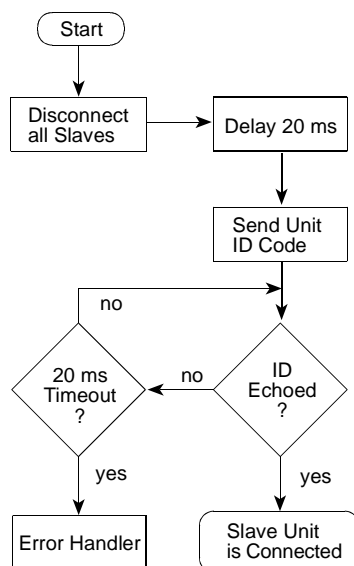 Start
Disconnect
all Slaves
Delay 20 ms
Send Unit
ID Code
no
20 ms
Timeout
?
no
ID
Echoed
?
yes
yes
Error Handler
Slave Unit
is Connected